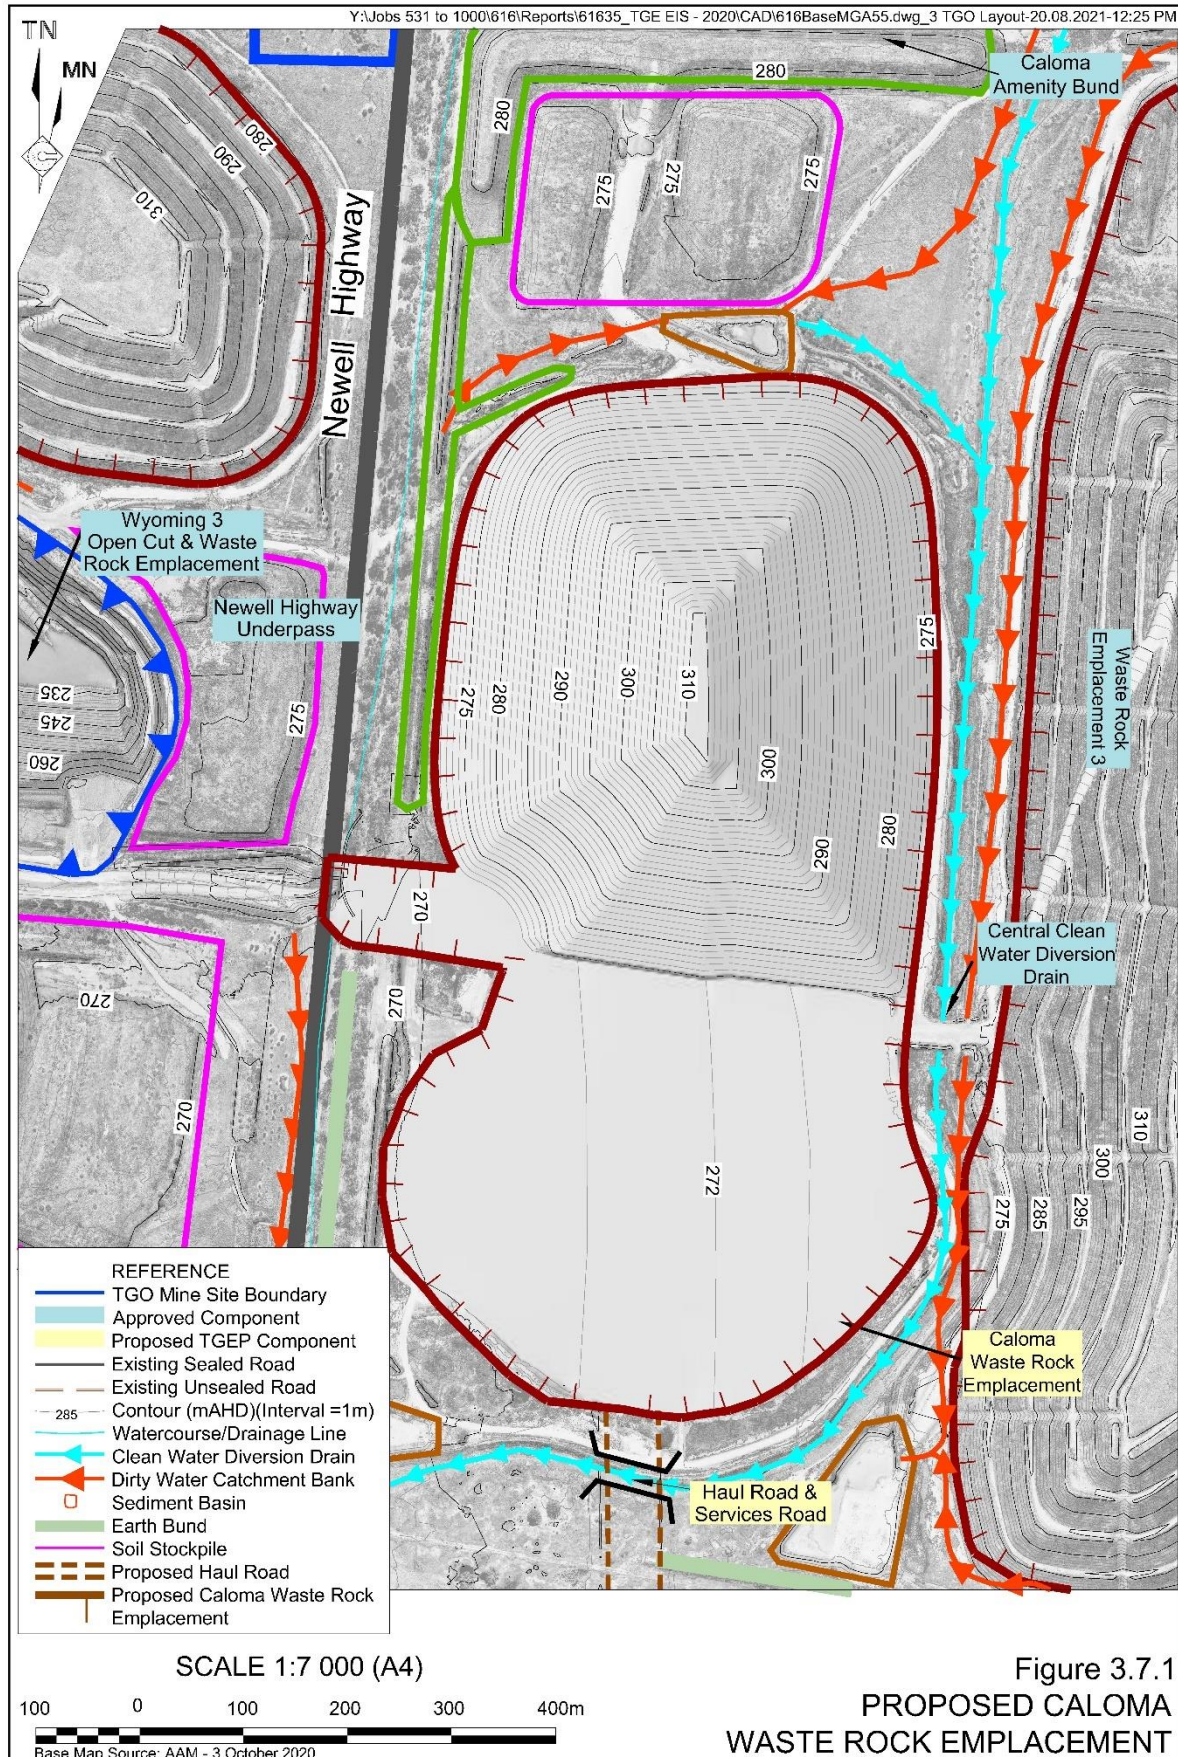 Y:\Jobs 531 to 1000\616\Reports\61635_TGE EIS - 2020\CAD\616BaseMGA55.dwg_3 TGO Layout-20.08.2021-12:25 PM
TN
MN
Caloma
Amenity Bund
280
280
280
290
310
275
275
275
Newell Highway
Wyoming 3
Open Cut & Waste
Rock Emplacement
Newell Highway
Underpass
235
245
260
275
275
280
290
300
310
300
290
280
275
Waste Rock
Emplacement 3
270
270
Central Clean
Water Diversion
Drain
270
270
272
310
300
295
285
275
Caloma
Waste Rock
Emplacement
Haul Road &
Services Road
REFERENCE
TGO Mine Site Boundary
Approved Component
Proposed TGEP Component
Existing Sealed Road
Existing Unsealed Road
285
Contour (mAHD)(Interval =1m)
Watercourse/Drainage Line
Clean Water Diversion Drain
Dirty Water Catchment Bank
Sediment Basin
Earth Bund
Soil Stockpile
Proposed Haul Road
Proposed Caloma Waste Rock
Emplacement
SCALE 1:7 000 (A4)
100 0 100 200 300 400m
Base Map Source: AAM - 3 October 2020
Figure 3.7.1
PROPOSED CALOMA
WASTE ROCK EMPLACEMENT